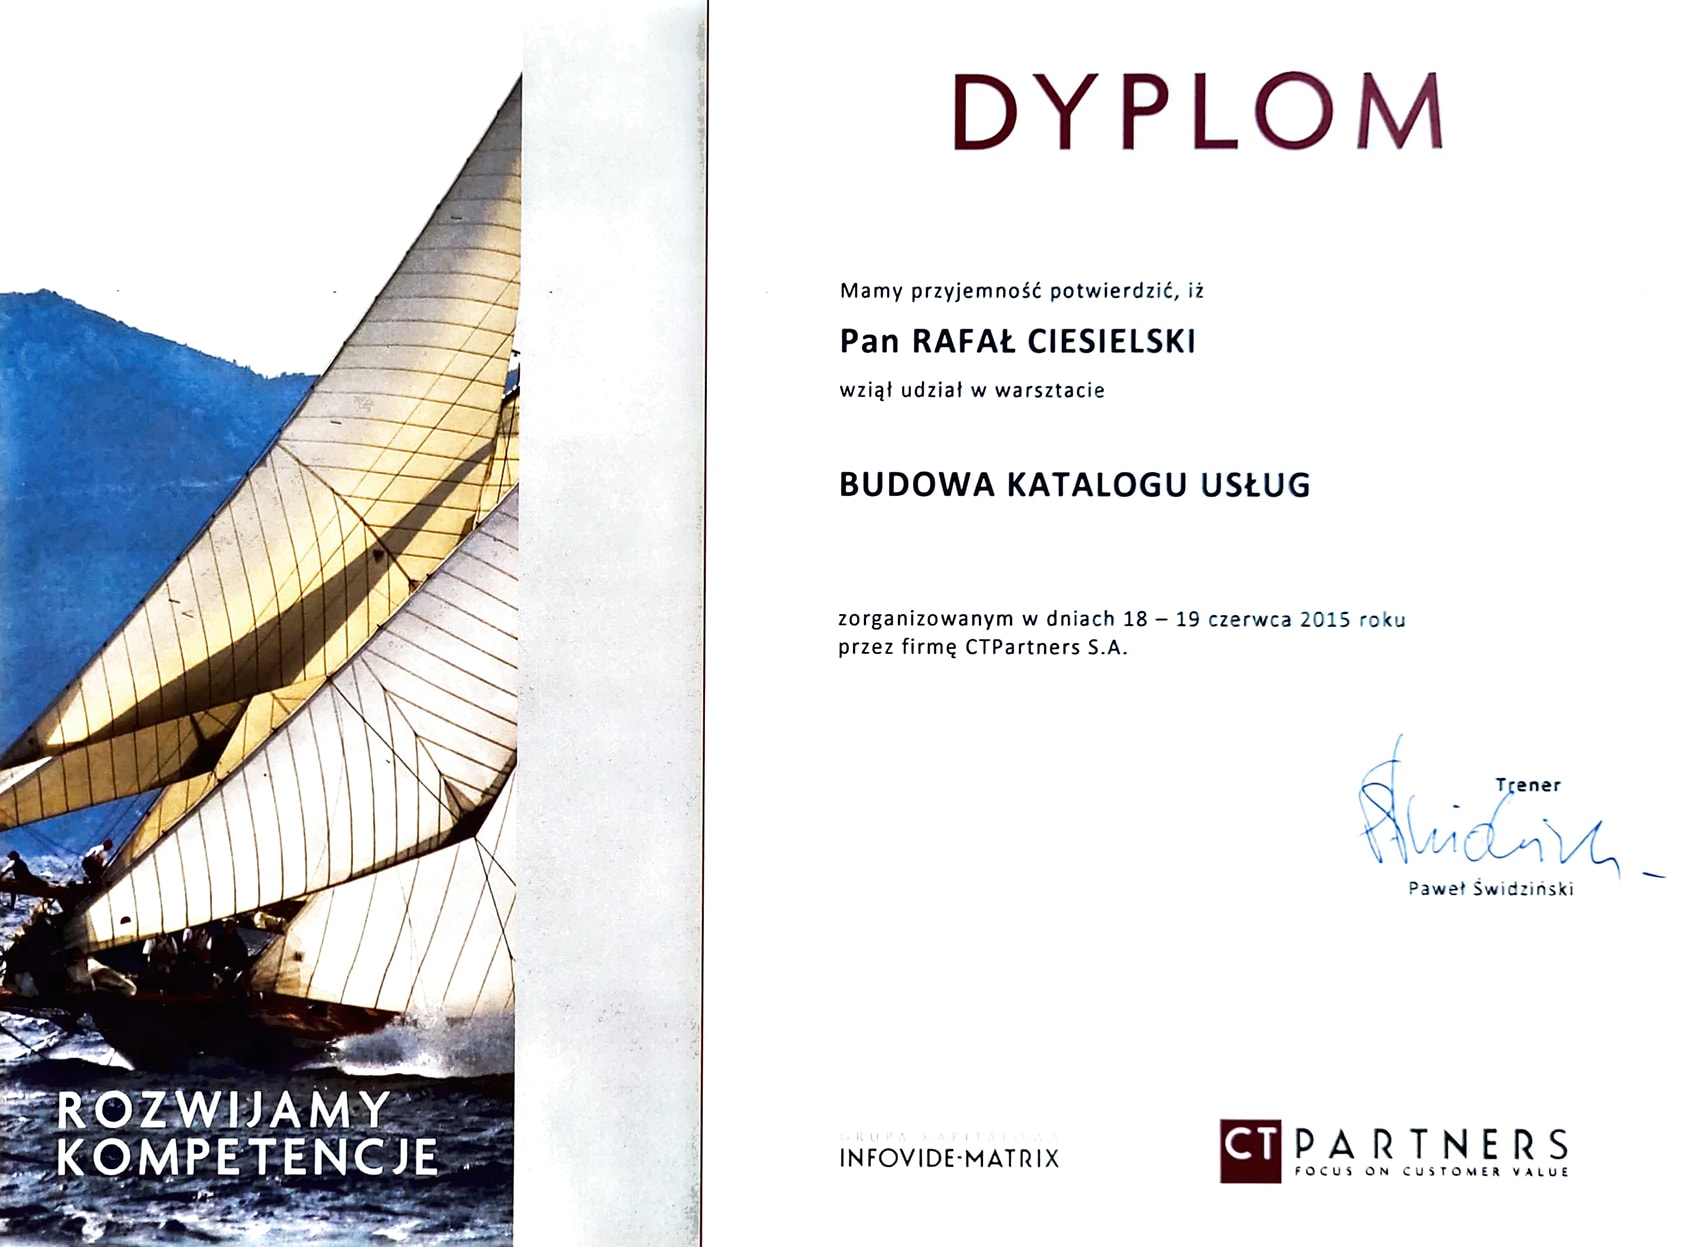 DYPLOM
Mamy przyjemność potwierdzić, iż
Pan RAFAŁ CIESIELSKI
wziął udział w warsztacie
BUDOWA KATALOGU USŁUG
zorganizowanym w dniach 18 – 19 czerwca 2015 roku
przez firmę CTPartners S.A.
Trener
Paweł Świdziński
ROZWIJAMY
KOMPETENCJE
GRUPA KAPITAŁOWA
INFOVIDE-MATRIX
CT PARTNERS
FOCUS ON CUSTOMER VALUE